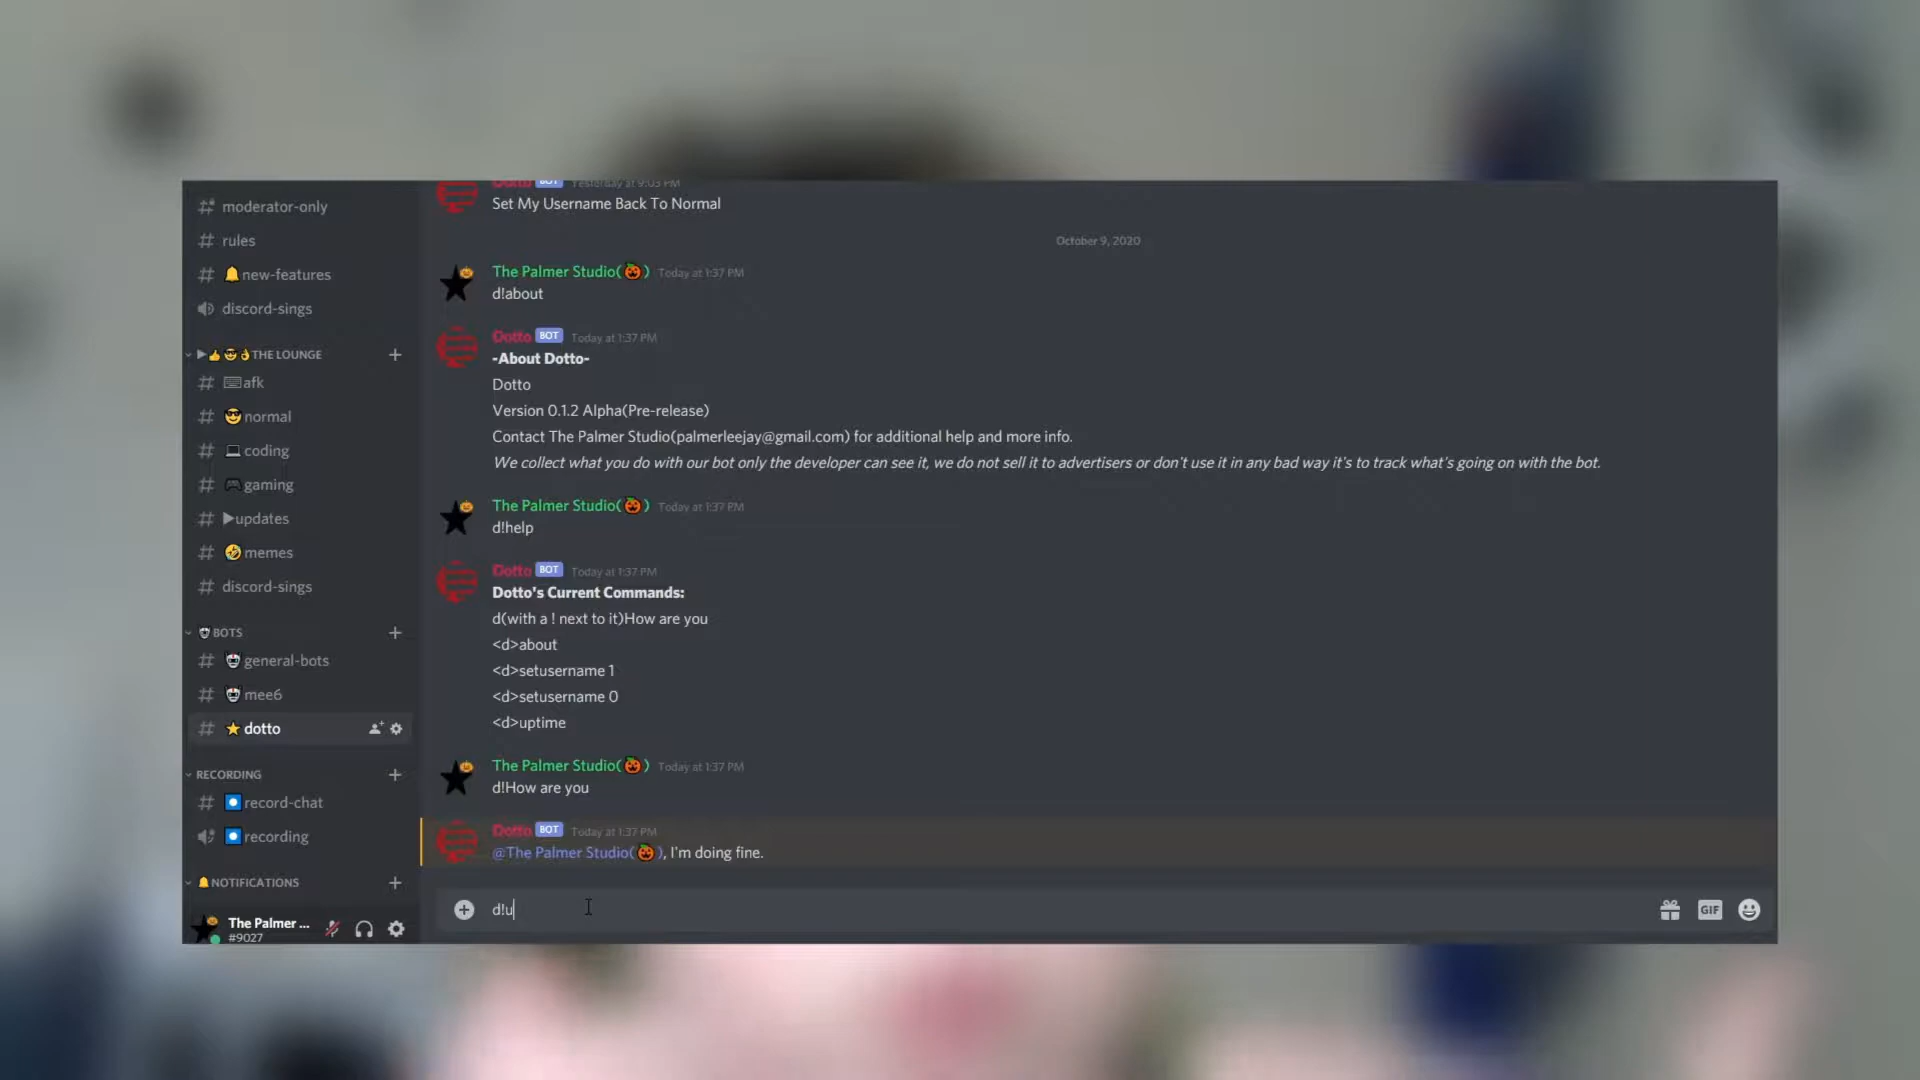 moderator-only
rules
new-features
discord-sings
THE LOUNGE
afk
normal
coding
gaming
updates
memes
discord-sings
BOTS
general-bots
mee6
dotto
RECORDING
record-chat
recording
NOTIFICATIONS
The Palmer ...
#9027
Dotto BOT Yesterday at 9:03 PM
Set My Username Back To Normal
October 9, 2020
The Palmer Studio(🎃) Today at 1:37 PM
d!about
Dotto BOT Today at 1:37 PM
-About Dotto-
Dotto
Version 0.1.2 Alpha(Pre-release)
Contact The Palmer Studio(palmerleejay@gmail.com) for additional help and more info.
We collect what you do with our bot only the developer can see it, we do not sell it to advertisers or don't use it in any bad way it's to track what's going on with the bot.
The Palmer Studio(🎃) Today at 1:37 PM
d!help
Dotto BOT Today at 1:37 PM
Dotto's Current Commands:
d(with a ! next to it)How are you
<d>about
<d>setusername 1
<d>setusername 0
<d>uptime
The Palmer Studio(🎃) Today at 1:37 PM
d!How are you
Dotto BOT Today at 1:37 PM
@The Palmer Studio(🎃), I'm doing fine.
d!u
GIF